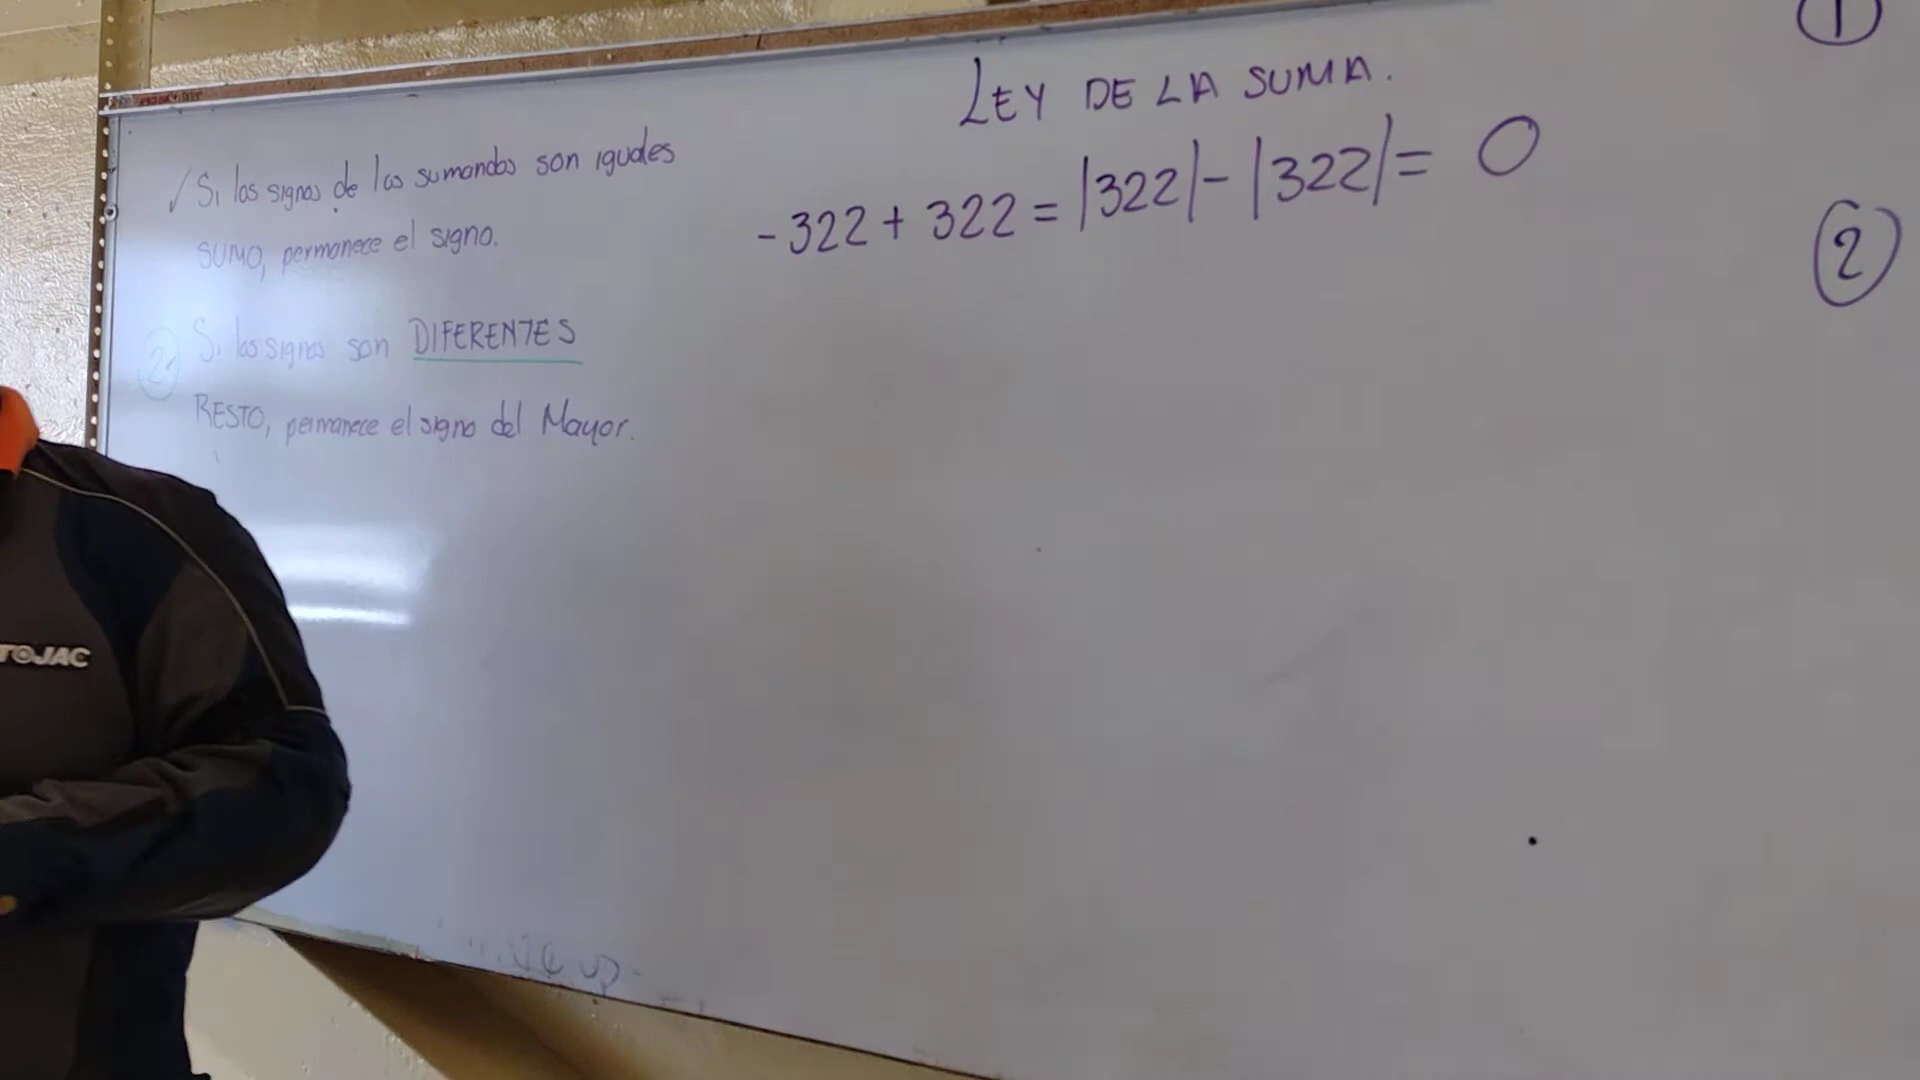 LEY DE LA SUMA.
✓ Si los signos de los sumandos son iguales
SUMO, permanece el signo.
-322 + 322 = |322| - |322| = 0
2- Si los signos son DIFERENTES
RESTO, permanece el signo del Mayor.
1
2
TOJAC